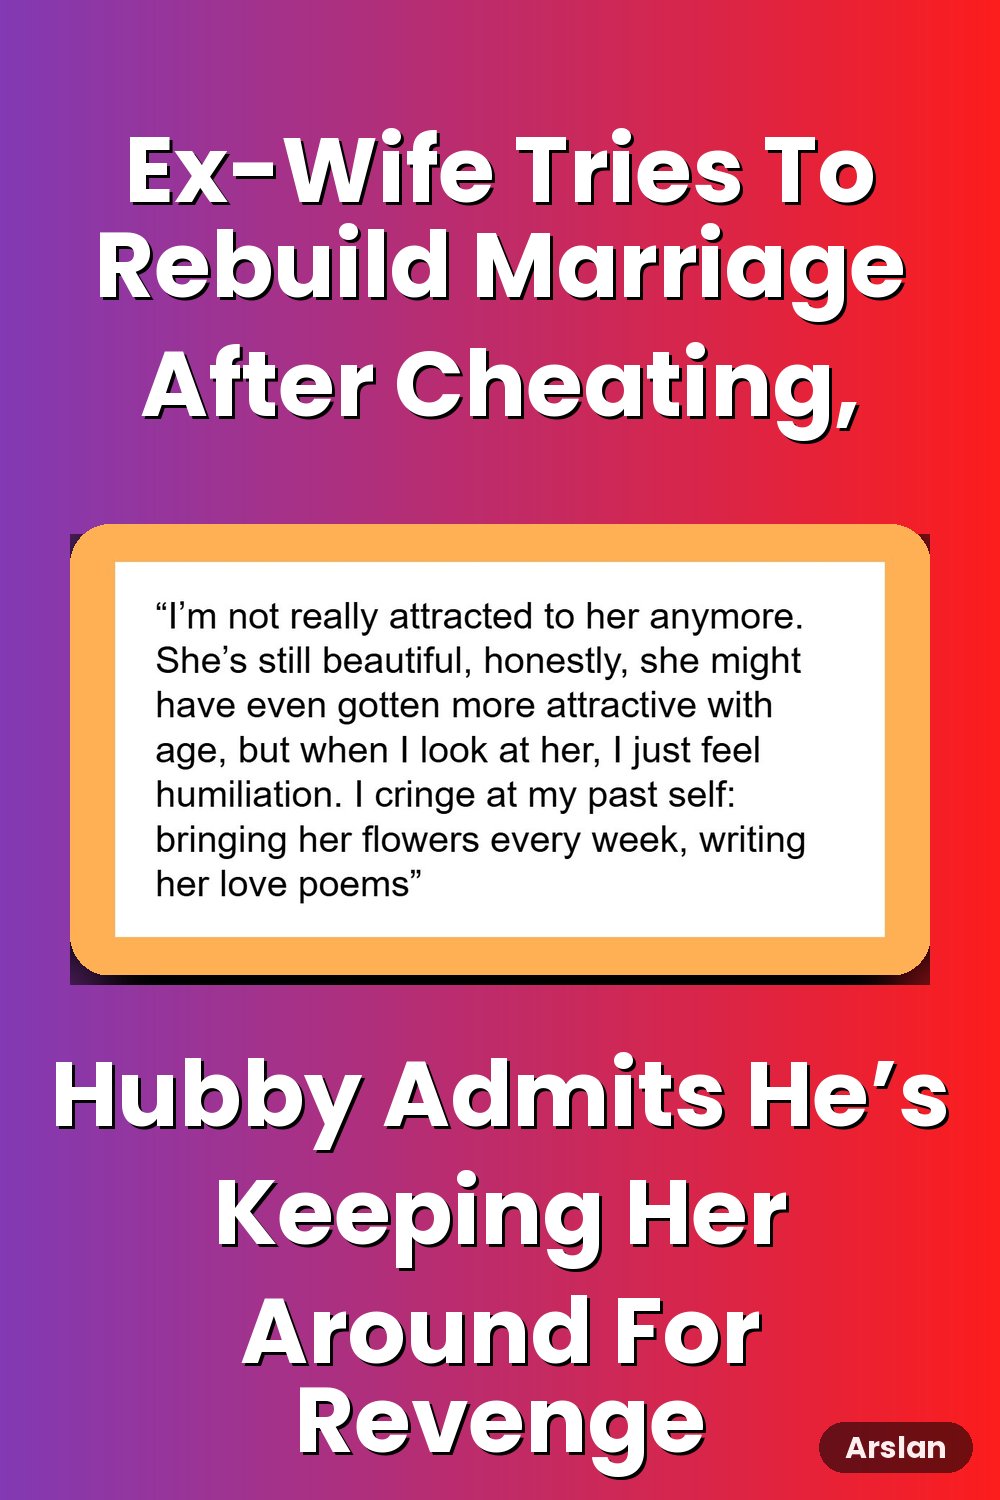 Ex-Wife Tries To
Rebuild Marriage
After Cheating,
“I’m not really attracted to her anymore.
She’s still beautiful, honestly, she might
have even gotten more attractive with
age, but when I look at her, I just feel
humiliation. I cringe at my past self:
bringing her flowers every week, writing
her love poems”
Hubby Admits He’s
Keeping Her
Around For
Revenge
Arslan